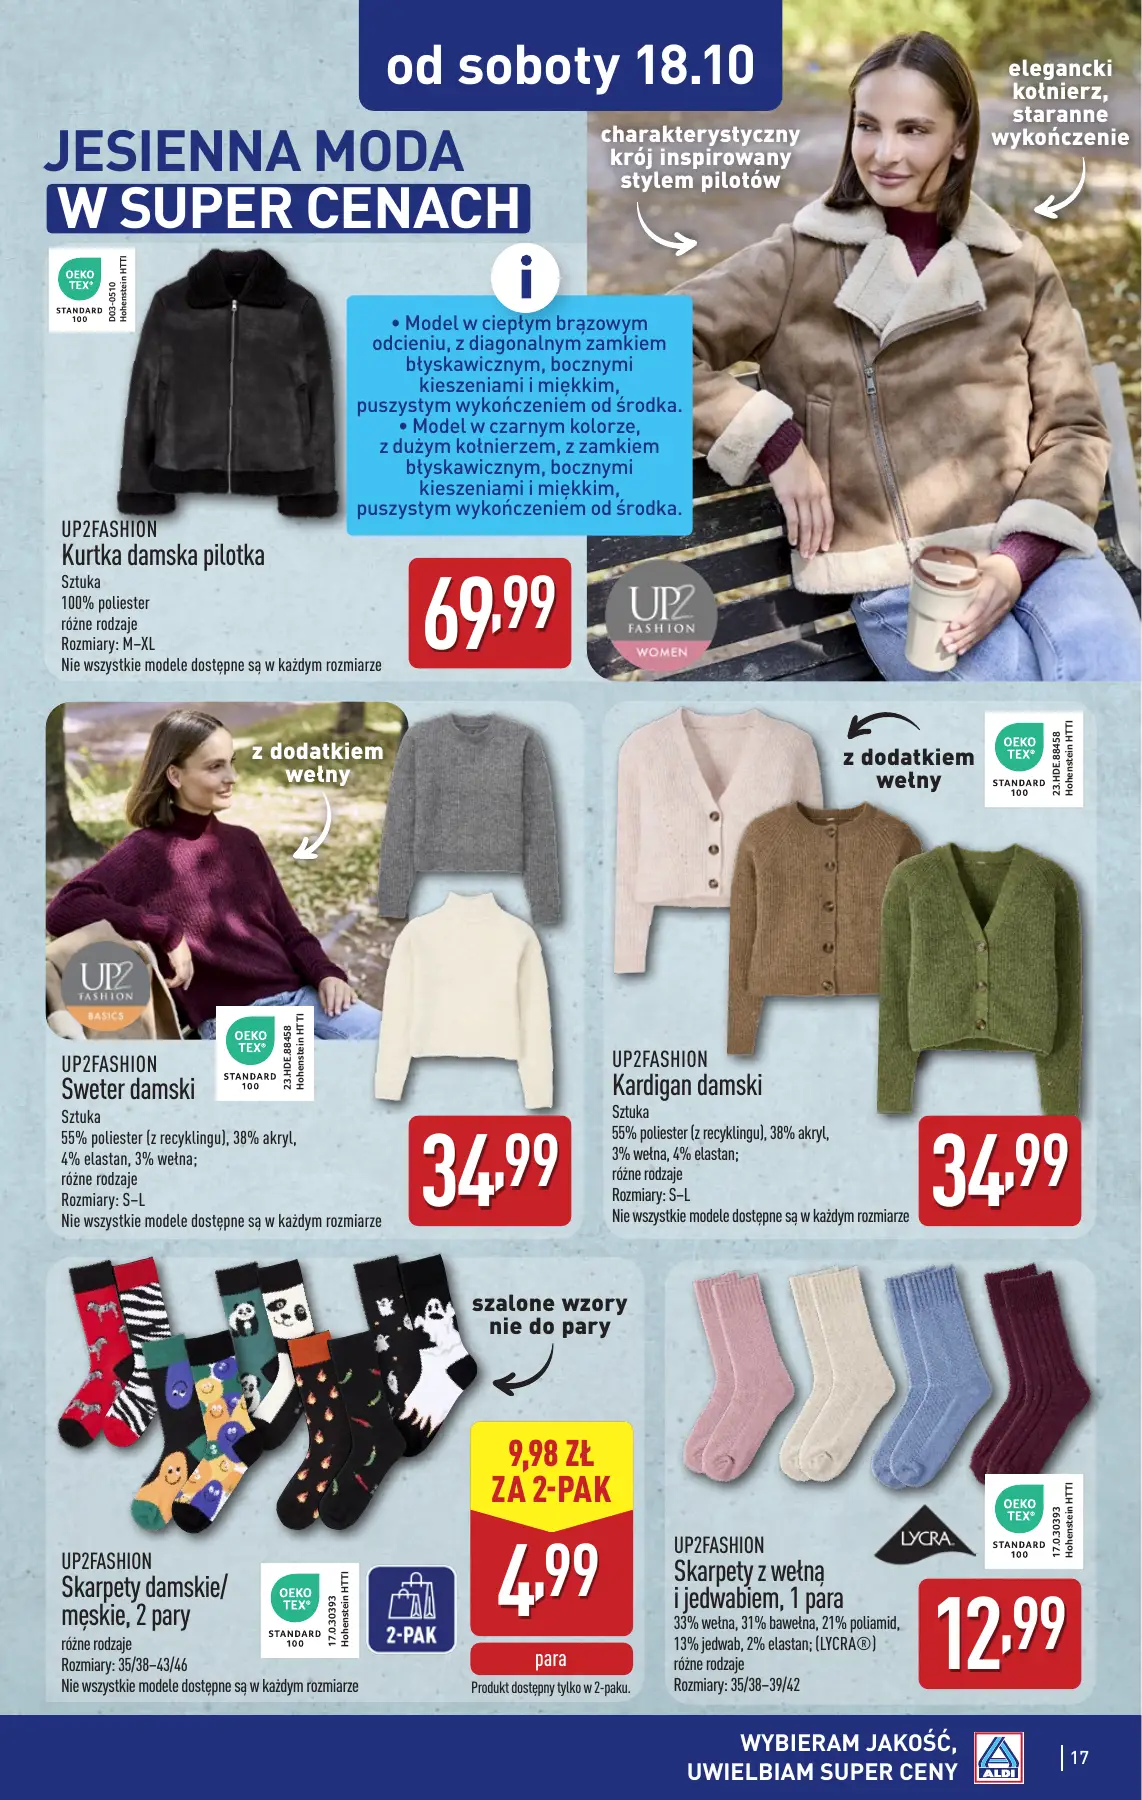 od soboty 18.10
JESIENNA MODA
W SUPER CENACH
charakterystyczny
krój inspirowany
stylem pilotów
elegancki
kołnierz,
staranne
wykończenie
OEKO
TEX®
STANDARD
100
D03-0510
Hohenstein HTTI
i
• Model w ciepłym brązowym
odcieniu, z diagonalnym zamkiem
błyskawicznym, bocznymi
kieszeniami i miękkim,
puszystym wykończeniem od środka.
• Model w czarnym kolorze,
z dużym kołnierzem, z zamkiem
błyskawicznym, bocznymi
kieszeniami i miękkim,
puszystym wykończeniem od środka.
UP2FASHION
Kurtka damska pilotka
Sztuka
100% poliester
różne rodzaje
Rozmiary: M–XL
Nie wszystkie modele dostępne są w każdym rozmiarze
69,99
UP2
FASHION
WOMEN
z dodatkiem
wełny
UP2
FASHION
BASICS
OEKO
TEX®
STANDARD
100
23.HDE.88458
Hohenstein HTTI
UP2FASHION
Sweter damski
Sztuka
55% poliester (z recyklingu), 38% akryl,
4% elastan, 3% wełna;
różne rodzaje
Rozmiary: S–L
Nie wszystkie modele dostępne są w każdym rozmiarze
34,99
z dodatkiem
wełny
OEKO
TEX®
STANDARD
100
23.HDE.88458
Hohenstein HTTI
UP2FASHION
Kardigan damski
Sztuka
55% poliester (z recyklingu), 38% akryl,
3% wełna, 4% elastan;
różne rodzaje
Rozmiary: S–L
Nie wszystkie modele dostępne są w każdym rozmiarze
34,99
szalone wzory
nie do pary
9,98 ZŁ
ZA 2-PAK
4,99
para
Produkt dostępny tylko w 2-paku.
UP2FASHION
Skarpety damskie/
męskie, 2 pary
różne rodzaje
Rozmiary: 35/38–43/46
Nie wszystkie modele dostępne są w każdym rozmiarze
OEKO
TEX®
STANDARD
100
17.0.30393
Hohenstein HTTI
2-PAK
LYCRA®
OEKO
TEX®
STANDARD
100
17.0.30393
Hohenstein HTTI
UP2FASHION
Skarpety z wełną
i jedwabiem, 1 para
33% wełna, 31% bawełna, 21% poliamid,
13% jedwab, 2% elastan; (LYCRA®)
różne rodzaje
Rozmiary: 35/38–39/42
12,99
WYBIERAM JAKOŚĆ,
UWIELBIAM SUPER CENY
ALDI
17